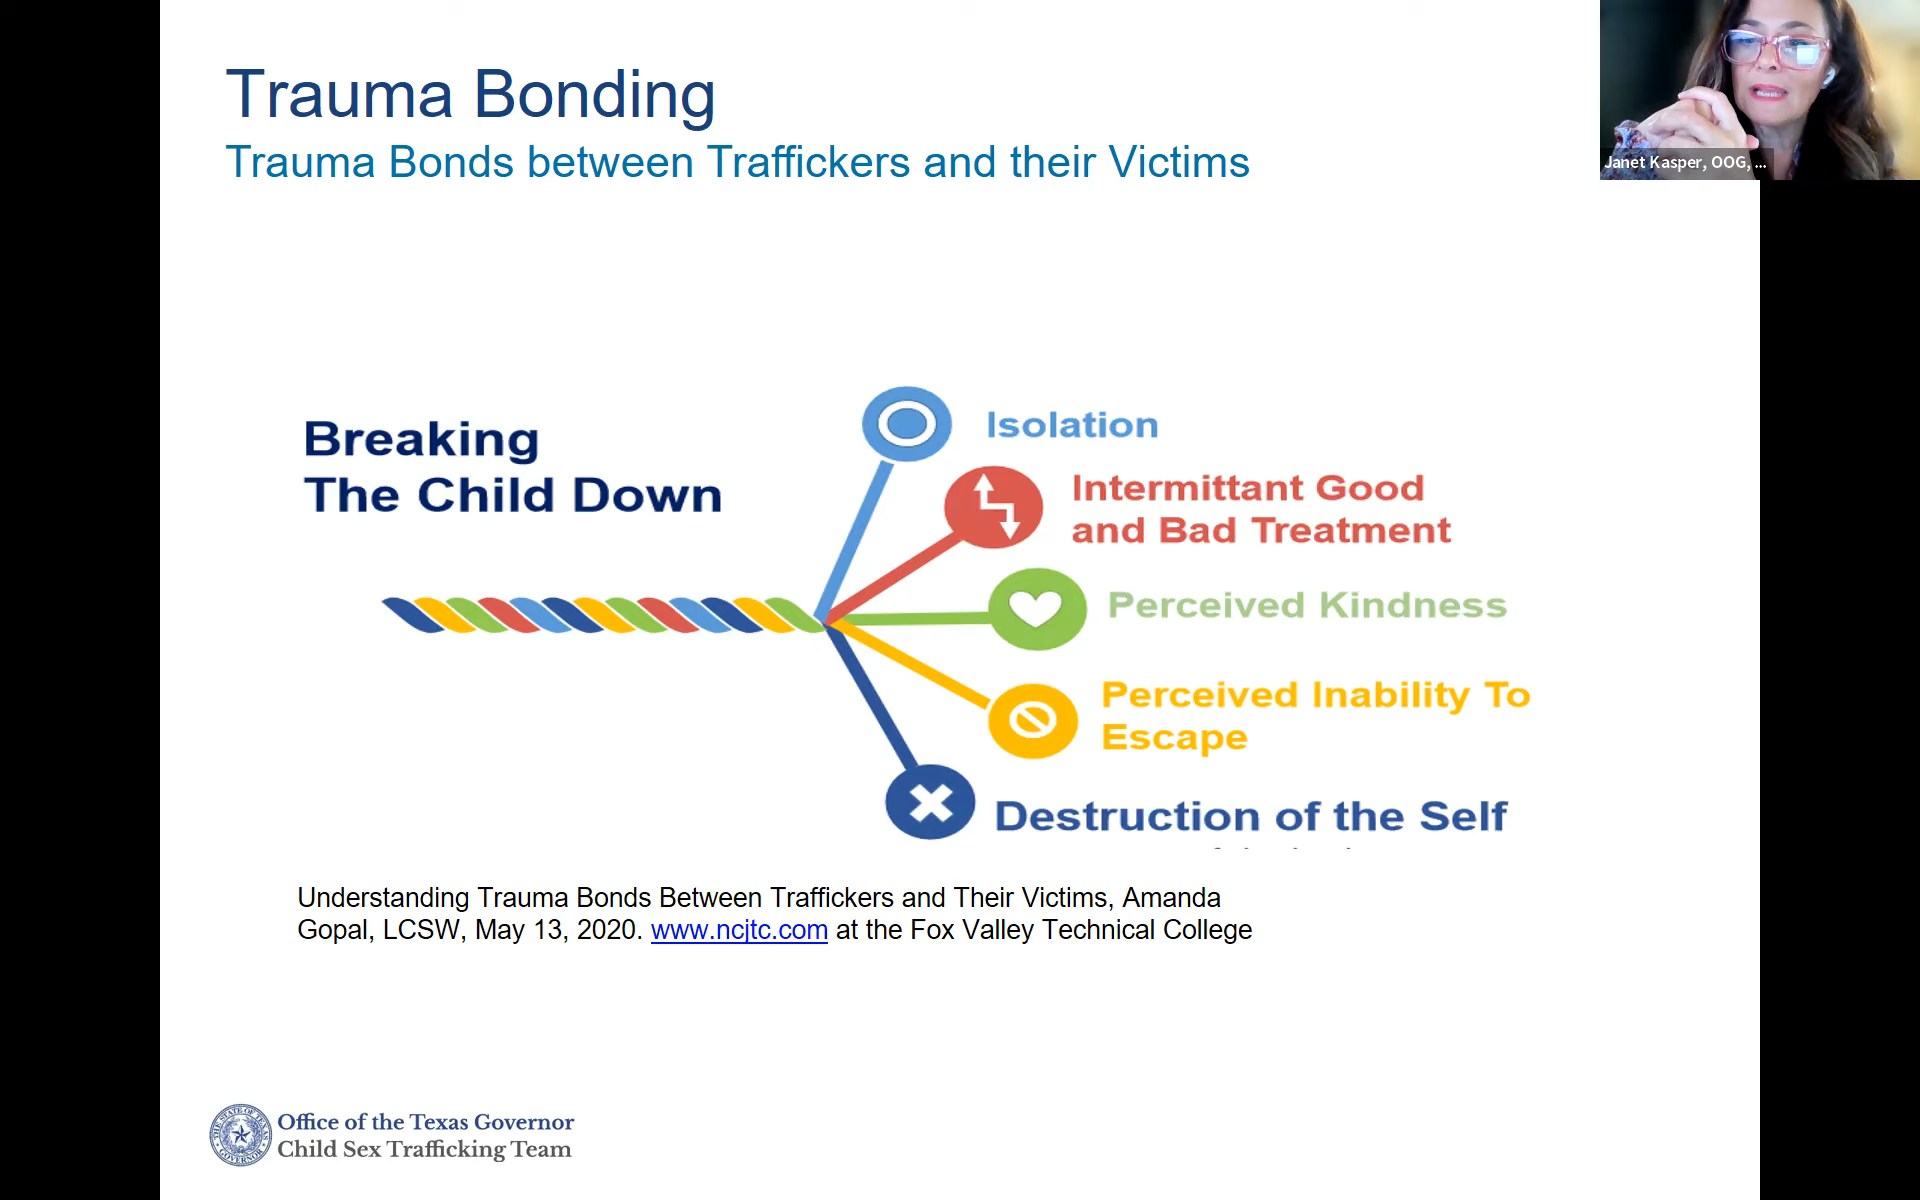 Trauma Bonding
Trauma Bonds between Traffickers and their Victims
Janet Kasper, OOG, ...
Breaking
The Child Down
Isolation
Intermittant Good
and Bad Treatment
Perceived Kindness
Perceived Inability To
Escape
Destruction of the Self
Understanding Trauma Bonds Between Traffickers and Their Victims, Amanda
Gopal, LCSW, May 13, 2020. www.ncjtc.com at the Fox Valley Technical College
Office of the Texas Governor
Child Sex Trafficking Team